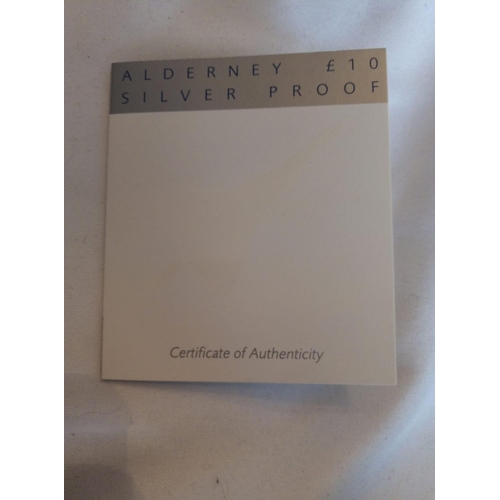 ALDERNEY £10
SILVER PROOF
Certificate of Authenticity